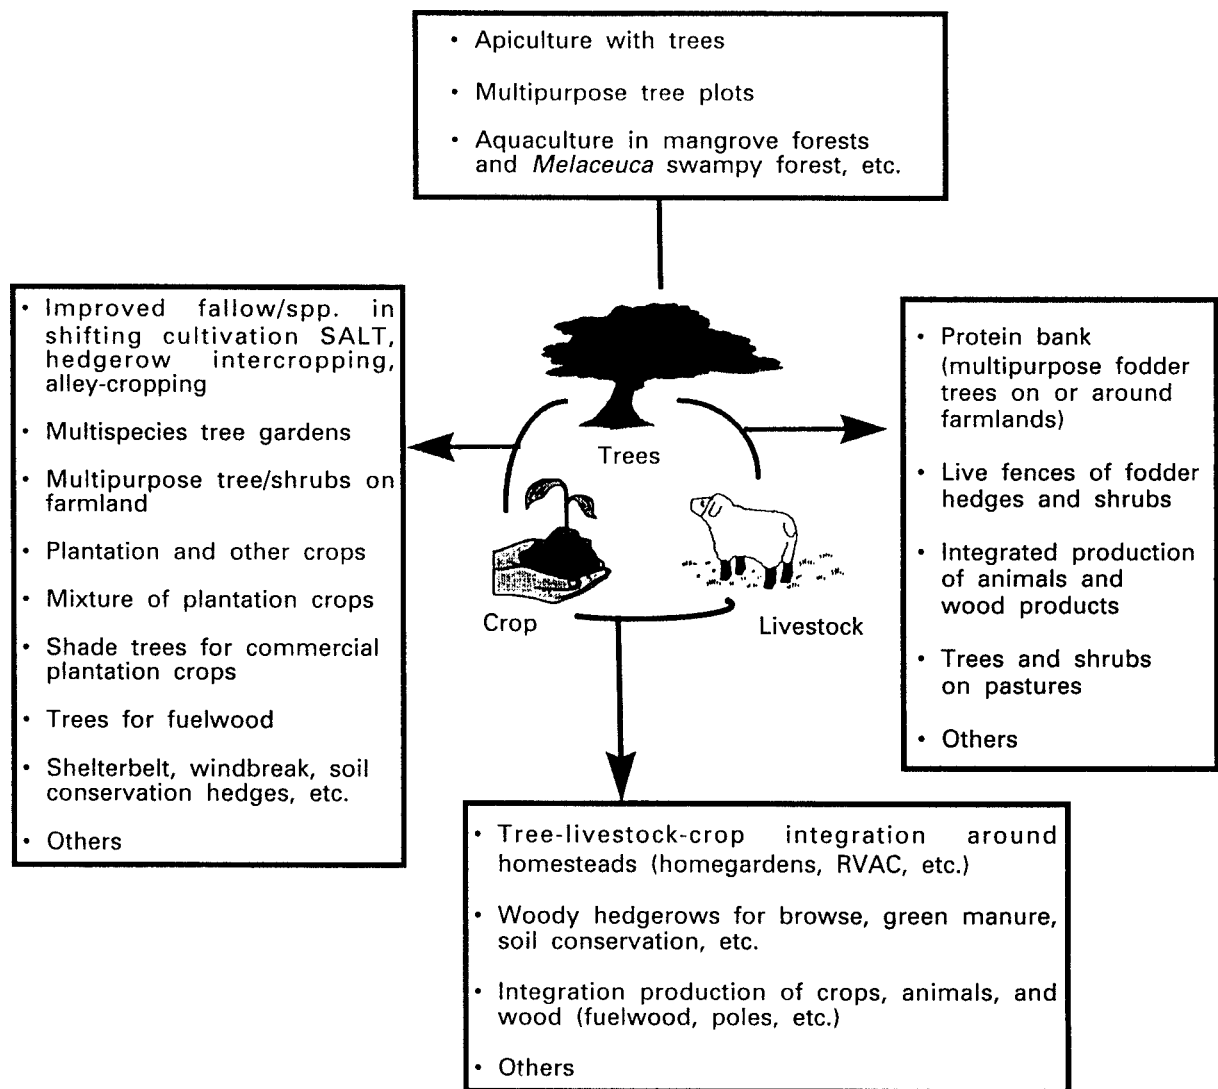 • Apiculture with trees
• Multipurpose tree plots
• Aquaculture in mangrove forests
and Melaceuca swampy forest, etc.
• Improved fallow/spp. in
shifting cultivation SALT,
hedgerow intercropping,
alley-cropping
• Multispecies tree gardens
• Multipurpose tree/shrubs on
farmland
• Plantation and other crops
• Mixture of plantation crops
• Shade trees for commercial
plantation crops
• Trees for fuelwood
• Shelterbelt, windbreak, soil
conservation hedges, etc.
• Others
Trees
Crop
Livestock
• Protein bank
(multipurpose fodder
trees on or around
farmlands)
• Live fences of fodder
hedges and shrubs
• Integrated production
of animals and
wood products
• Trees and shrubs
on pastures
• Others
• Tree-livestock-crop integration around
homesteads (homegardens, RVAC, etc.)
• Woody hedgerows for browse, green manure,
soil conservation, etc.
• Integration production of crops, animals, and
wood (fuelwood, poles, etc.)
• Others